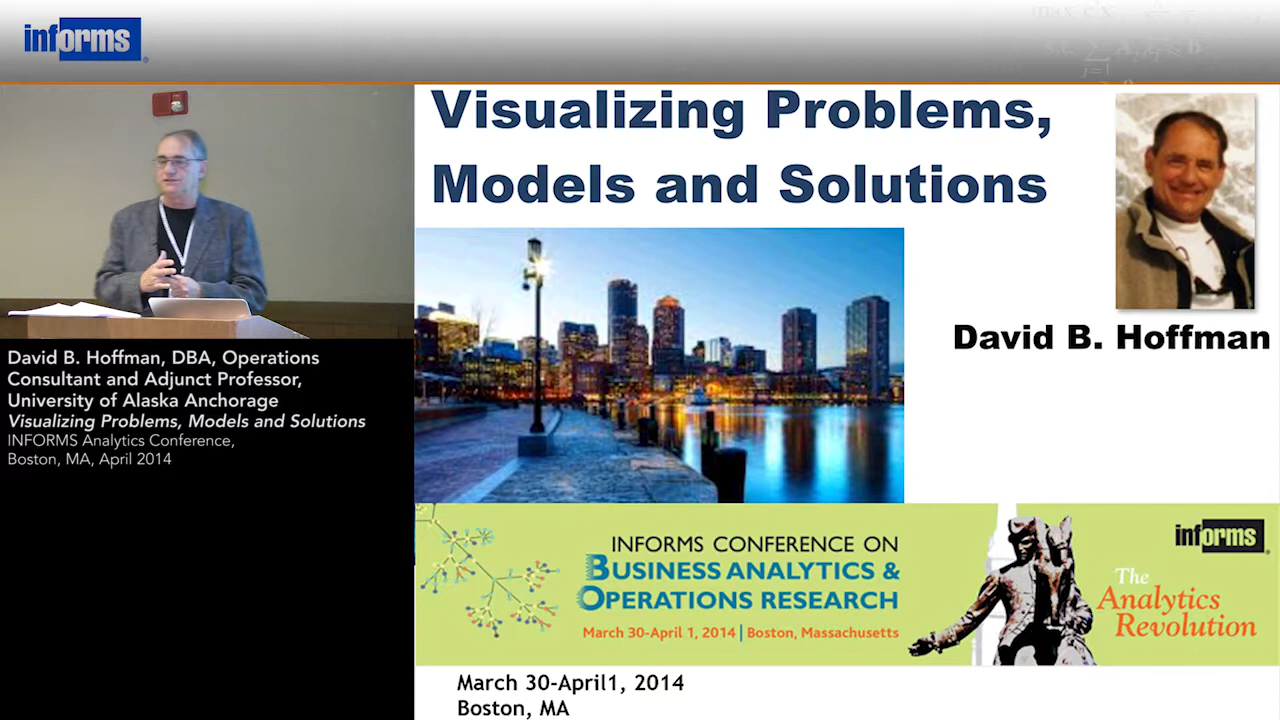 informs
Visualizing Problems,
Models and Solutions
David B. Hoffman
David B. Hoffman, DBA, Operations
Consultant and Adjunct Professor,
University of Alaska Anchorage
Visualizing Problems, Models and Solutions
INFORMS Analytics Conference,
Boston, MA, April 2014
INFORMS CONFERENCE ON
BUSINESS ANALYTICS &
OPERATIONS RESEARCH
March 30-April 1, 2014 | Boston, Massachusetts
informs
The
Analytics
Revolution
March 30-April1, 2014
Boston, MA